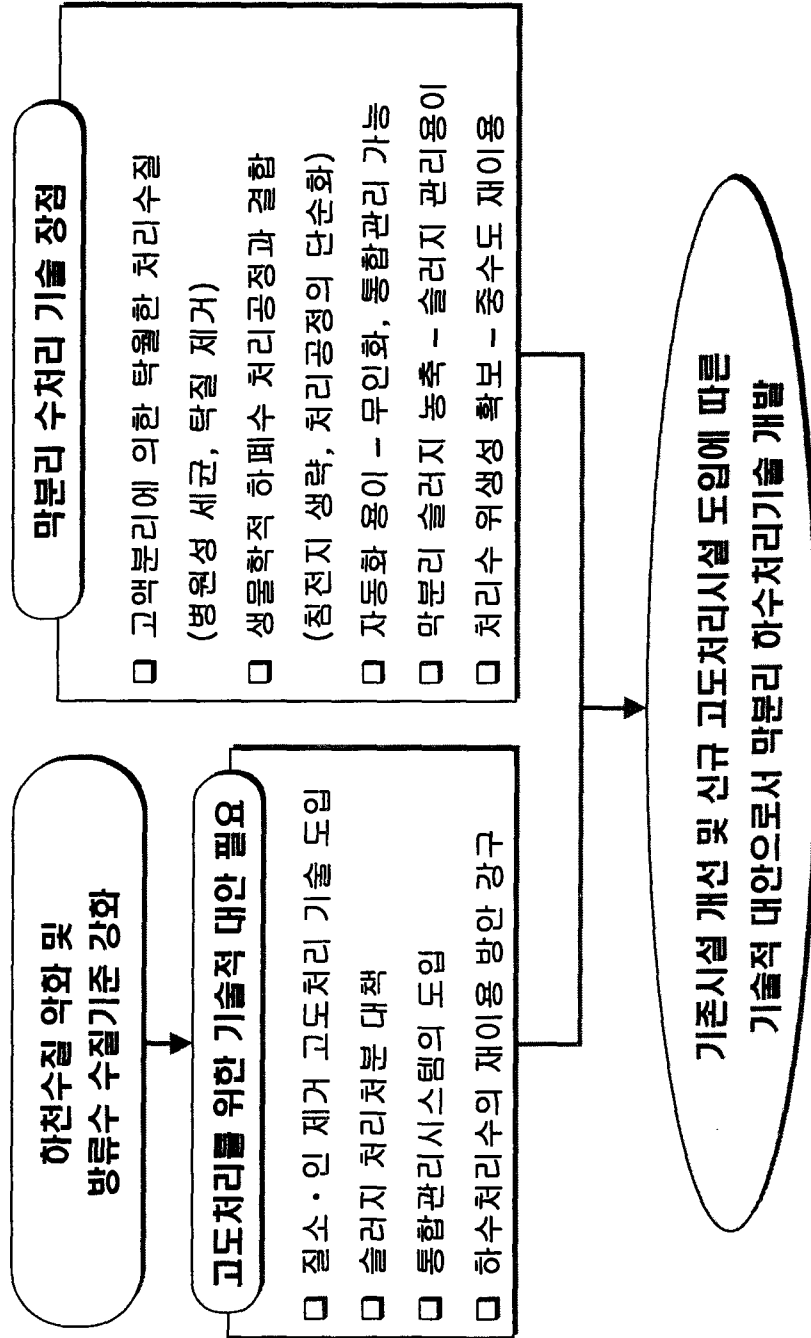 하천수질 악화 및
방류수 수질기준 강화
고도처리를 위한 기술적 대안 필요
❑ 질소 · 인 제거 고도처리 기술 도입
❑ 슬러지 처리처분 대책
❑ 통합관리시스템의 도입
❑ 하수처리수의 재이용 방안 강구
막분리 수처리 기술 장점
❑ 고액분리에 의한 탁월한 처리수질
(병원성 세균, 탁질 제거)
❑ 생물학적 하폐수 처리공정과 결합
(침전지 생략, 처리공정의 단순화)
❑ 자동화 용이 – 무인화, 통합관리 가능
❑ 막분리 슬러지 농축 – 슬러지 관리용이
❑ 처리수 위생성 확보 – 중수도 재이용
기존시설 개선 및 신규 고도처리시설 도입에 따른
기술적 대안으로서 막분리 하수처리기술 개발